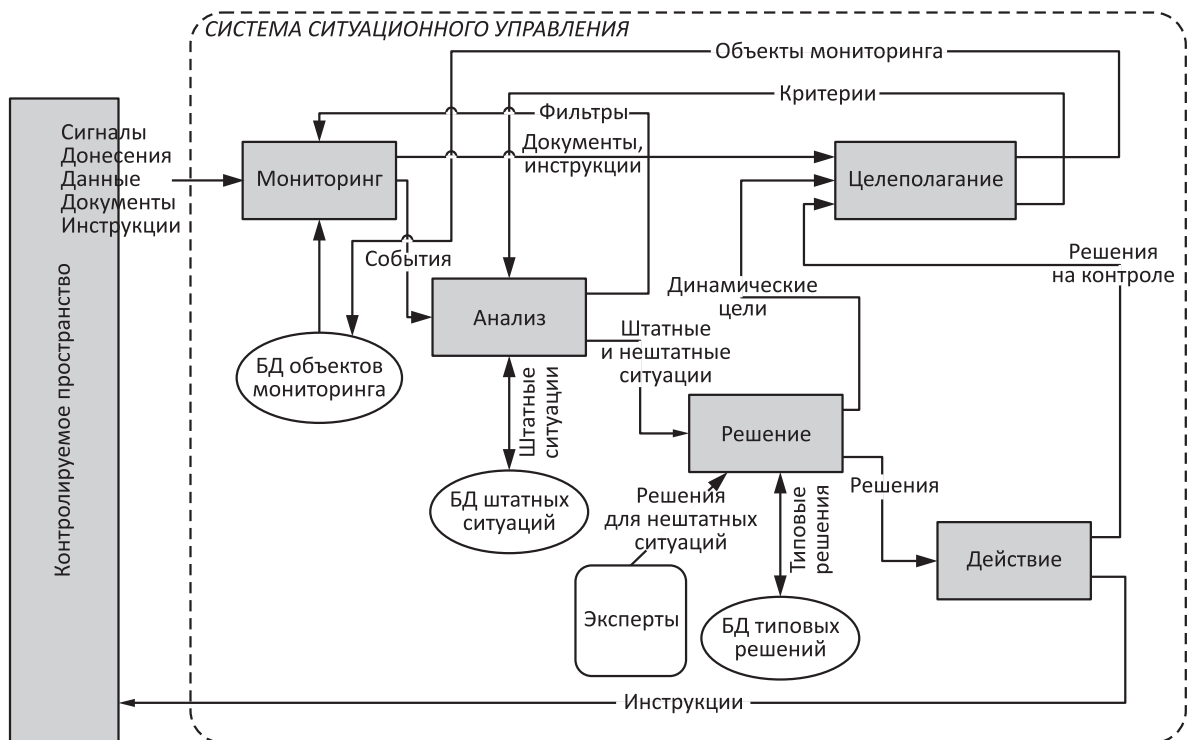 СИСТЕМА СИТУАЦИОННОГО УПРАВЛЕНИЯ
Объекты мониторинга
Критерии
Фильтры
Сигналы
Донесения
Данные
Документы
Инструкции
Мониторинг
Документы,
инструкции
Целеполагание
События
Решения
на контроле
Контролируемое пространство
Анализ
Динамические
цели
Штатные
и нештатные
ситуации
БД объектов
мониторинга
Штатные
ситуации
Решение
БД штатных
ситуаций
Решения
для нештатных
ситуаций
Типовые
решения
Решения
Действие
Эксперты
БД типовых
решений
Инструкции